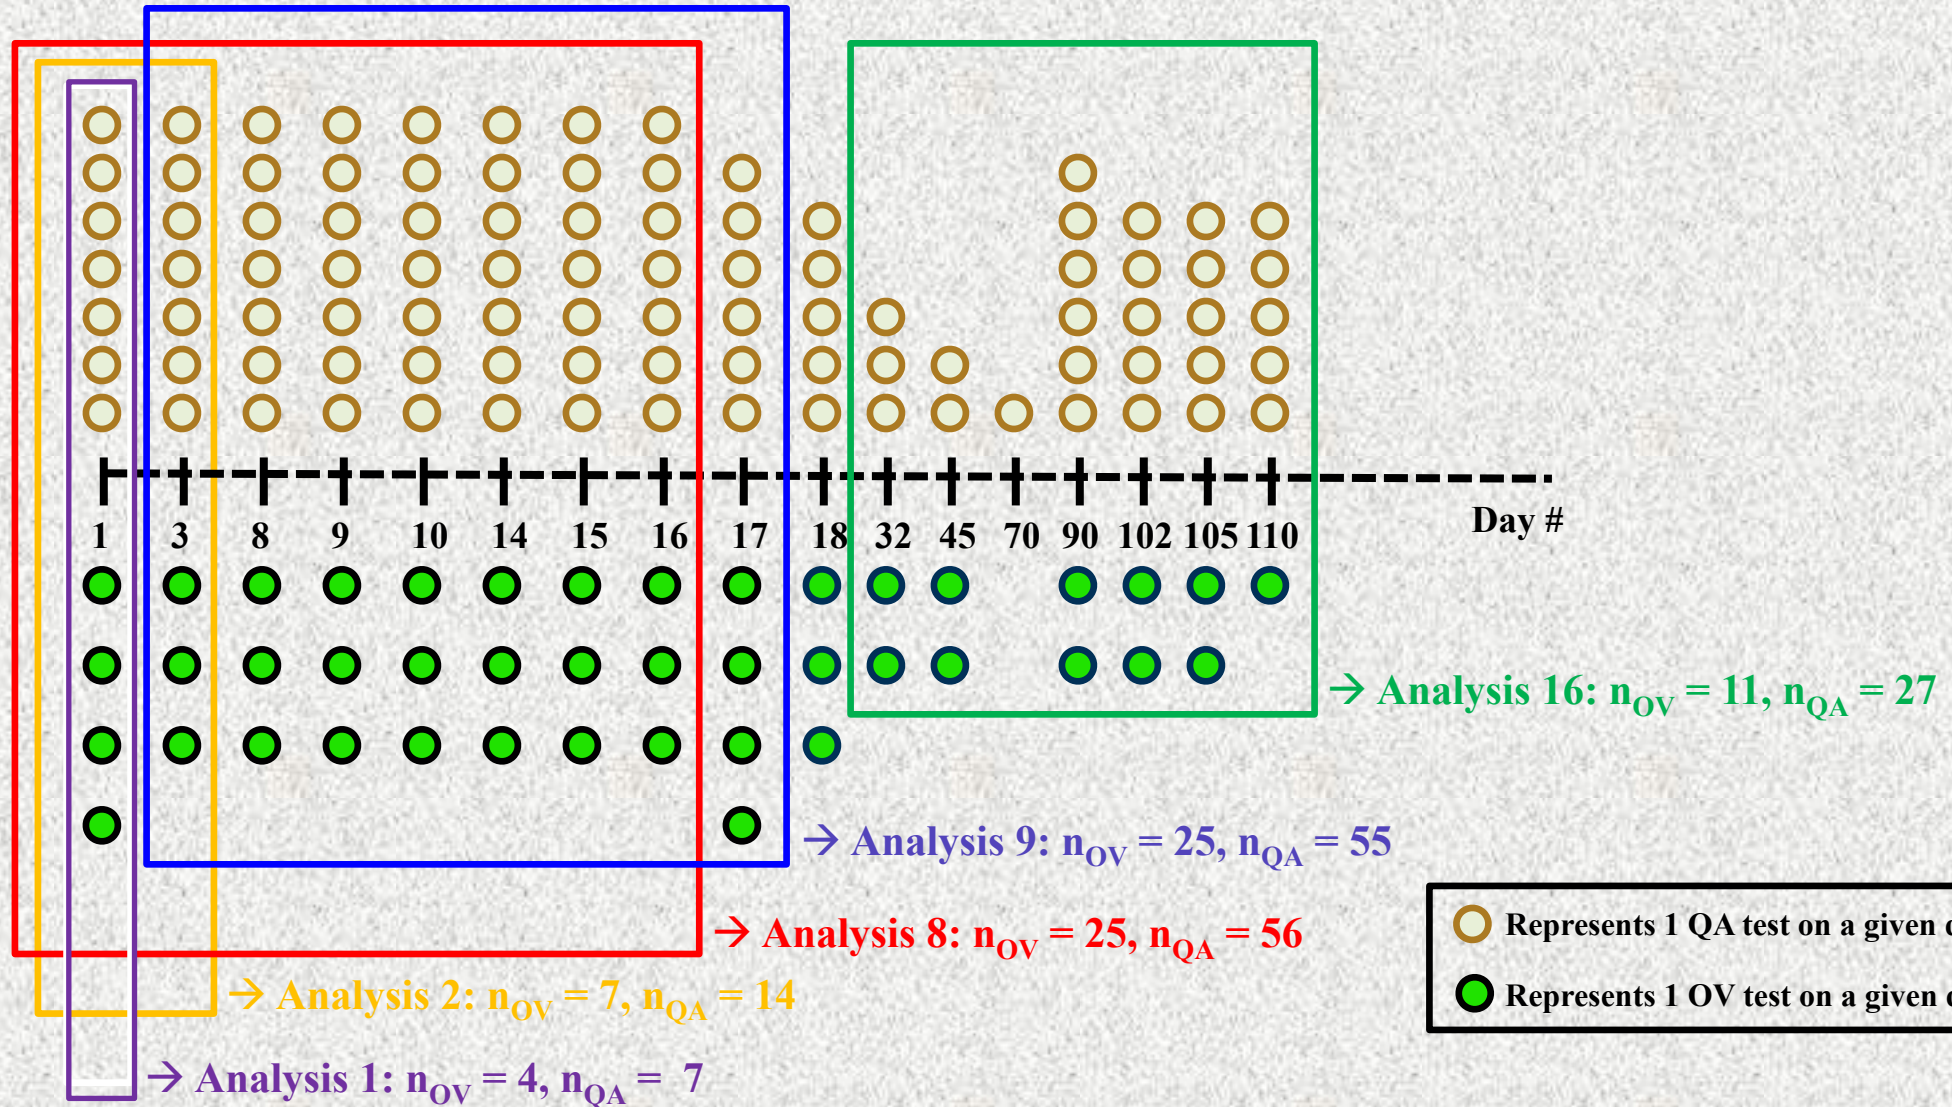 1 3 8 9 10 14 15 16 17 18 32 45 70 90 102 105 110
Day #
→ Analysis 16: nOV = 11, nQA = 27
→ Analysis 9: nOV = 25, nQA = 55
→ Analysis 8: nOV = 25, nQA = 56
Represents 1 QA test on a given
→ Analysis 2: nOV = 7, nQA = 14
Represents 1 OV test on a given
→ Analysis 1: nOV = 4, nQA = 7